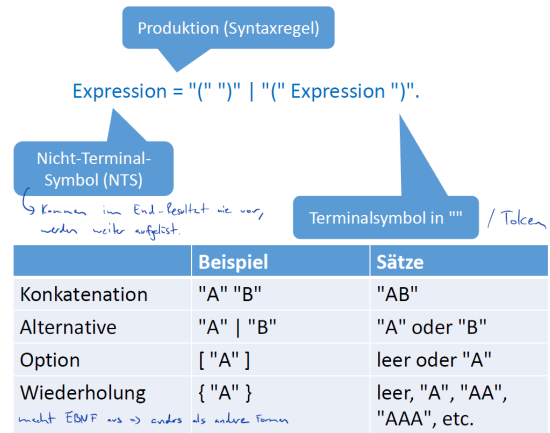 Produktion (Syntaxregel)
Expression = "(" ")" | "(" Expression ")".
Nicht-Terminal-
Symbol (NTS)
Kommen im End-Resultat nie vor,
werden weiter aufgelöst.
Terminalsymbol in ""
/ Token
Beispiel Sätze
Konkatenation "A" "B" "AB"
Alternative "A" | "B" "A" oder "B"
Option [ "A" ] leer oder "A"
Wiederholung { "A" } leer, "A", "AA",
macht EBNF aus => anders als andere Formen "AAA", etc.